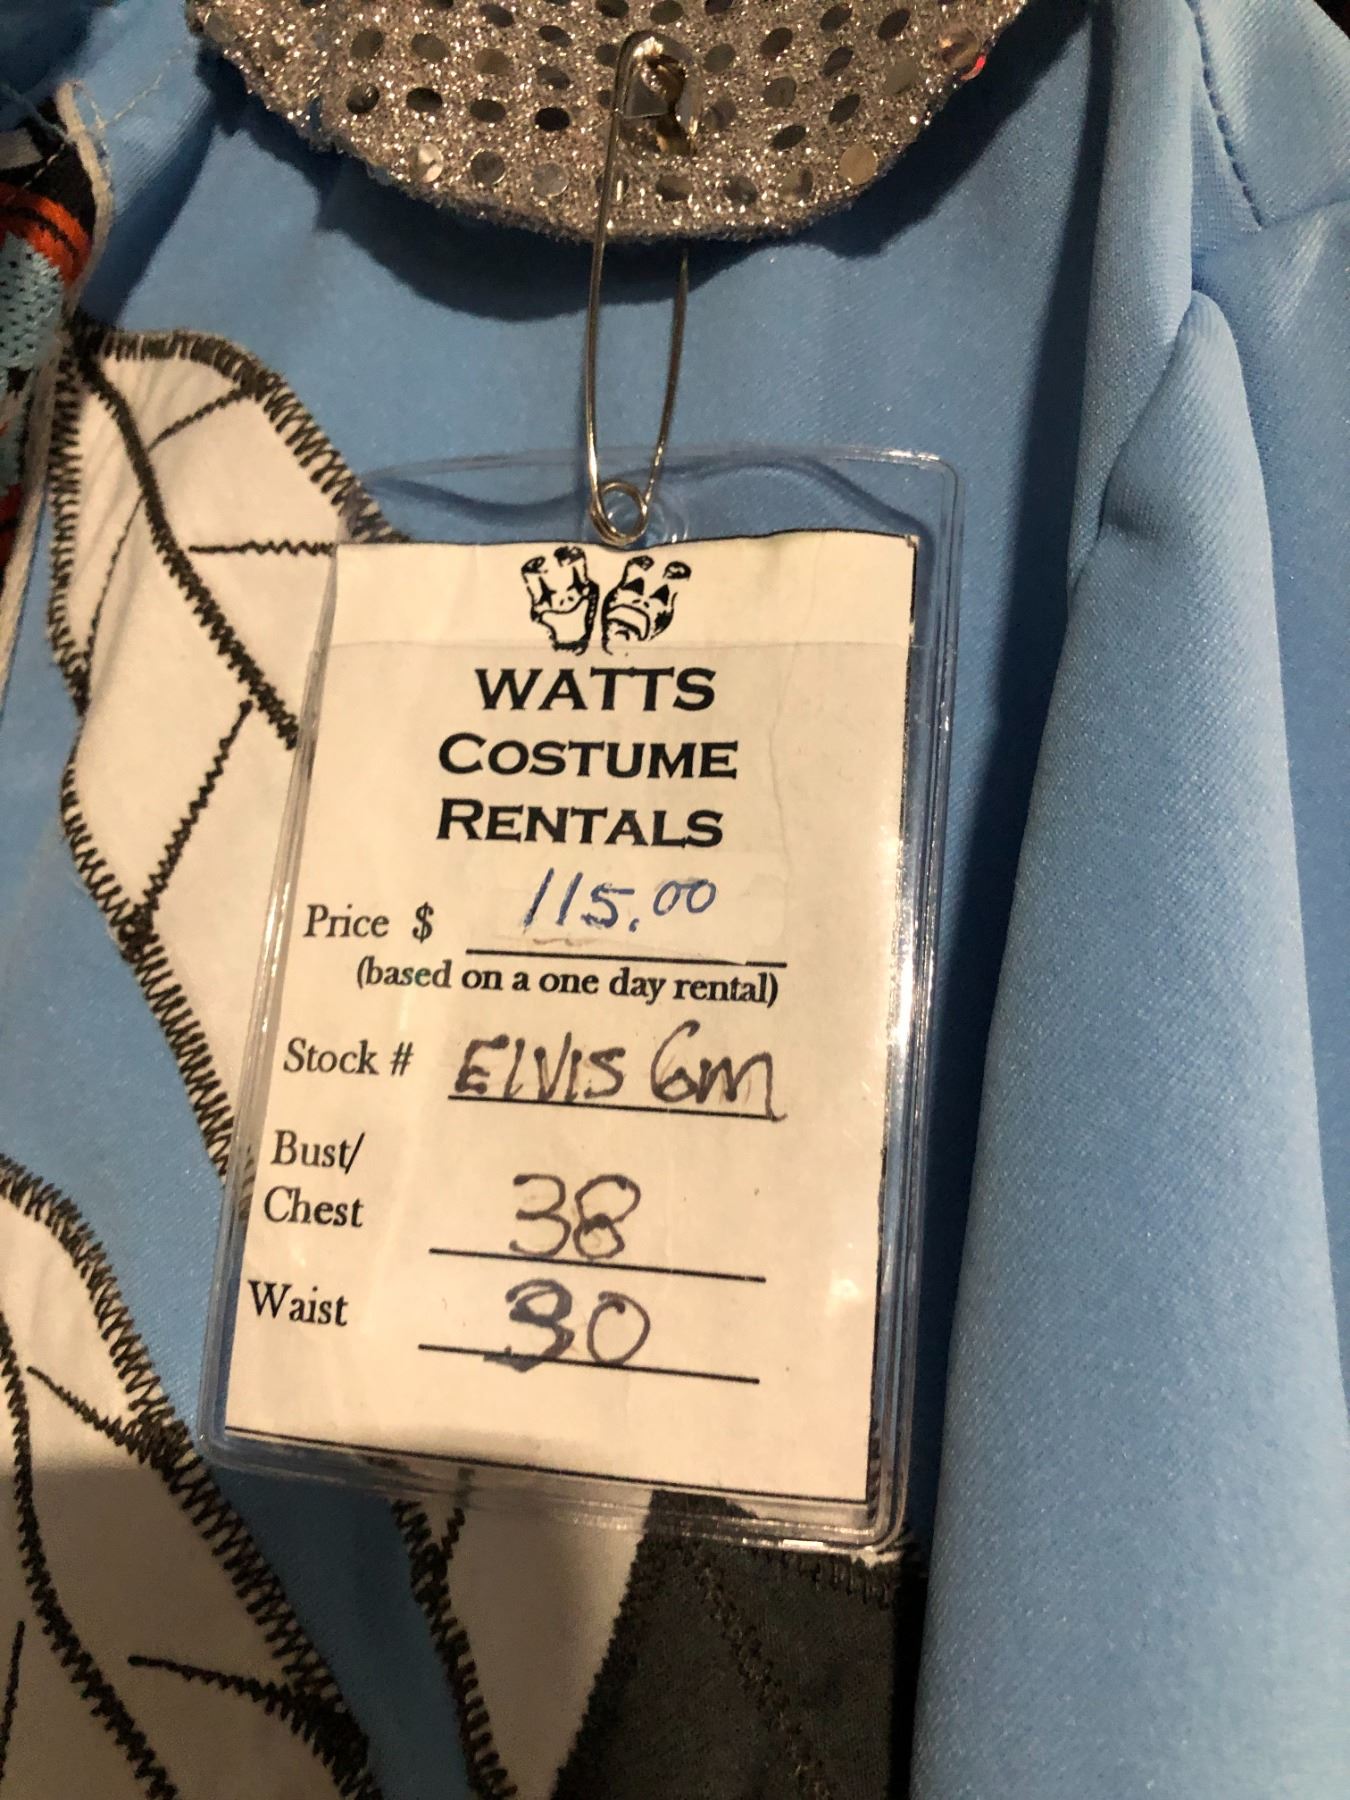 WATTS
COSTUME
RENTALS
Price $ 115.00
(based on a one day rental)
Stock # ELVIS 6m
Bust/
Chest 38
Waist 30